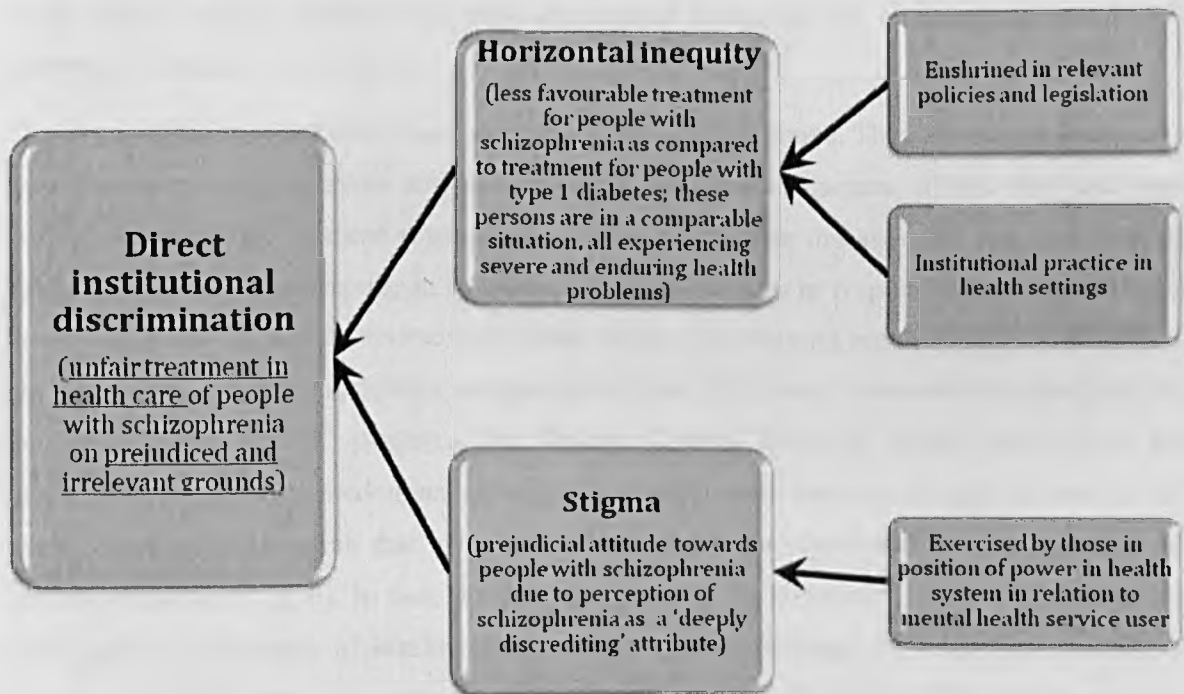 Direct
institutional
discrimination
(unfair treatment in
health care of people
with schizophrenia
on prejudiced and
irrelevant grounds)
Horizontal inequity
(less favourable treatment
for people with
schizophrenia as compared
to treatment for people with
type 1 diabetes; these
persons are in a comparable
situation, all experiencing
severe and enduring health
problems)
Stigma
(prejudicial attitude towards
people with schizophrenia
due to perception of
schizophrenia as a 'deeply
discrediting' attribute)
Enshrined in relevant
policies and legislation
Institutional practice in
health settings
Exercised by those in
position of power in health
system in relation to
mental health service user